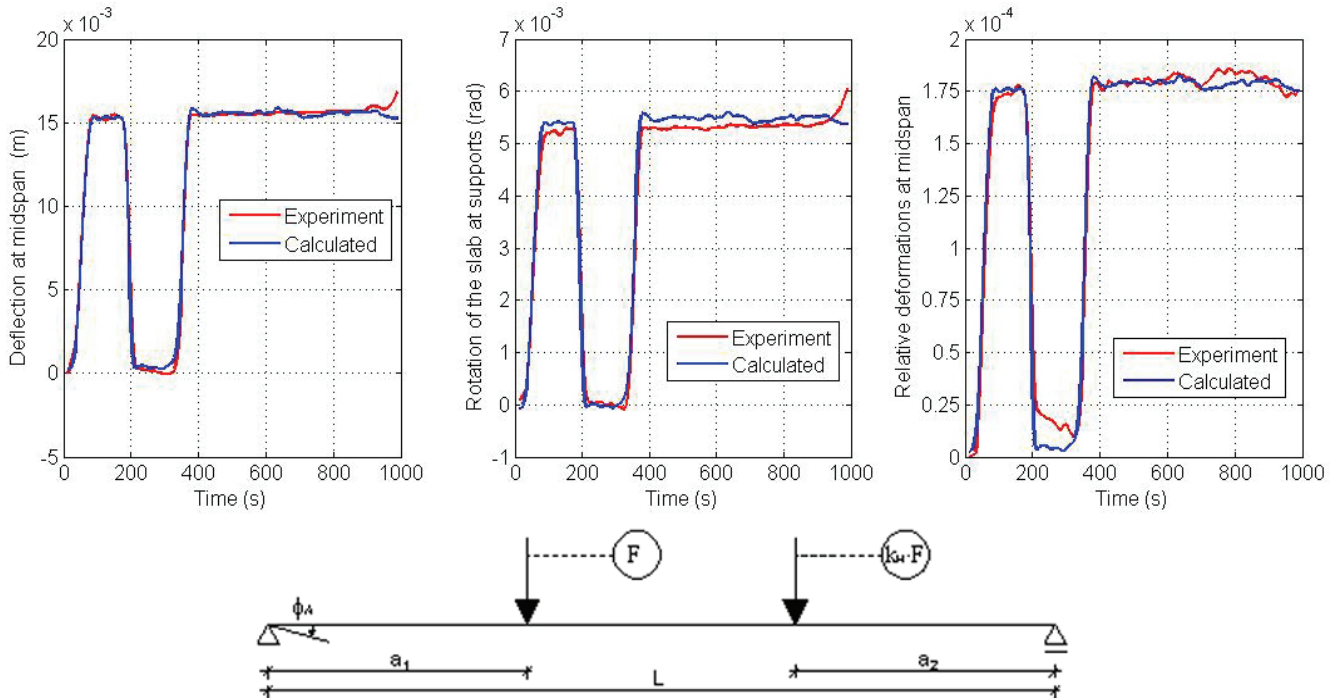 x 10⁻³
20
15
10
5
0
-5
Deflection at midspan (m)
Experiment
Calculated
0 200 400 600 800 1000
Time (s)
x 10⁻³
6
5
4
3
2
1
0
-1
Rotation of the slab at supports (rad)
Experiment
Calculated
0 200 400 600 800 1000
Time (s)
x 10⁻⁴
2
1.75
1.5
1.25
1
0.75
0.5
0.25
0
Relative deformations at midspan
Experiment
Calculated
0 200 400 600 800 1000
Time (s)
F
kₕ·F
ϕA
a₁
a₂
L